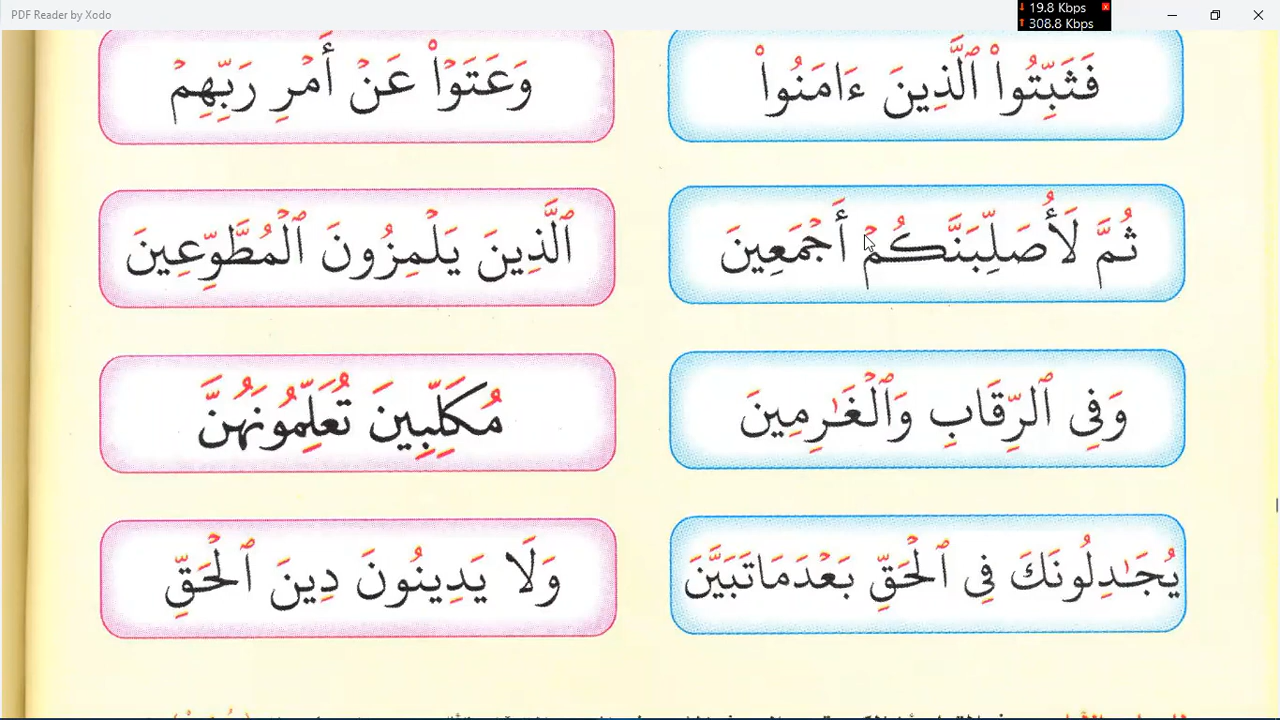 PDF Reader by Xodo
19.8 Kbps
308.8 Kbps
فَثَبِّتُوا۟ ٱلَّذِينَ ءَامَنُوا۟
وَعَتَوْا۟ عَنْ أَمْرِ رَبِّهِمْ
ثُمَّ لَأُصَلِّبَنَّكُمْ أَجْمَعِينَ
ٱلَّذِينَ يَلْمِزُونَ ٱلْمُطَّوِّعِينَ
وَفِى ٱلرِّقَابِ وَٱلْغَـٰرِمِينَ
مُكَلِّبِينَ تُعَلِّمُونَهُنَّ
يُجَـٰدِلُونَكَ فِى ٱلْحَقِّ بَعْدَمَاتَبَيَّنَ
وَلَا يَدِينُونَ دِينَ ٱلْحَقِّ